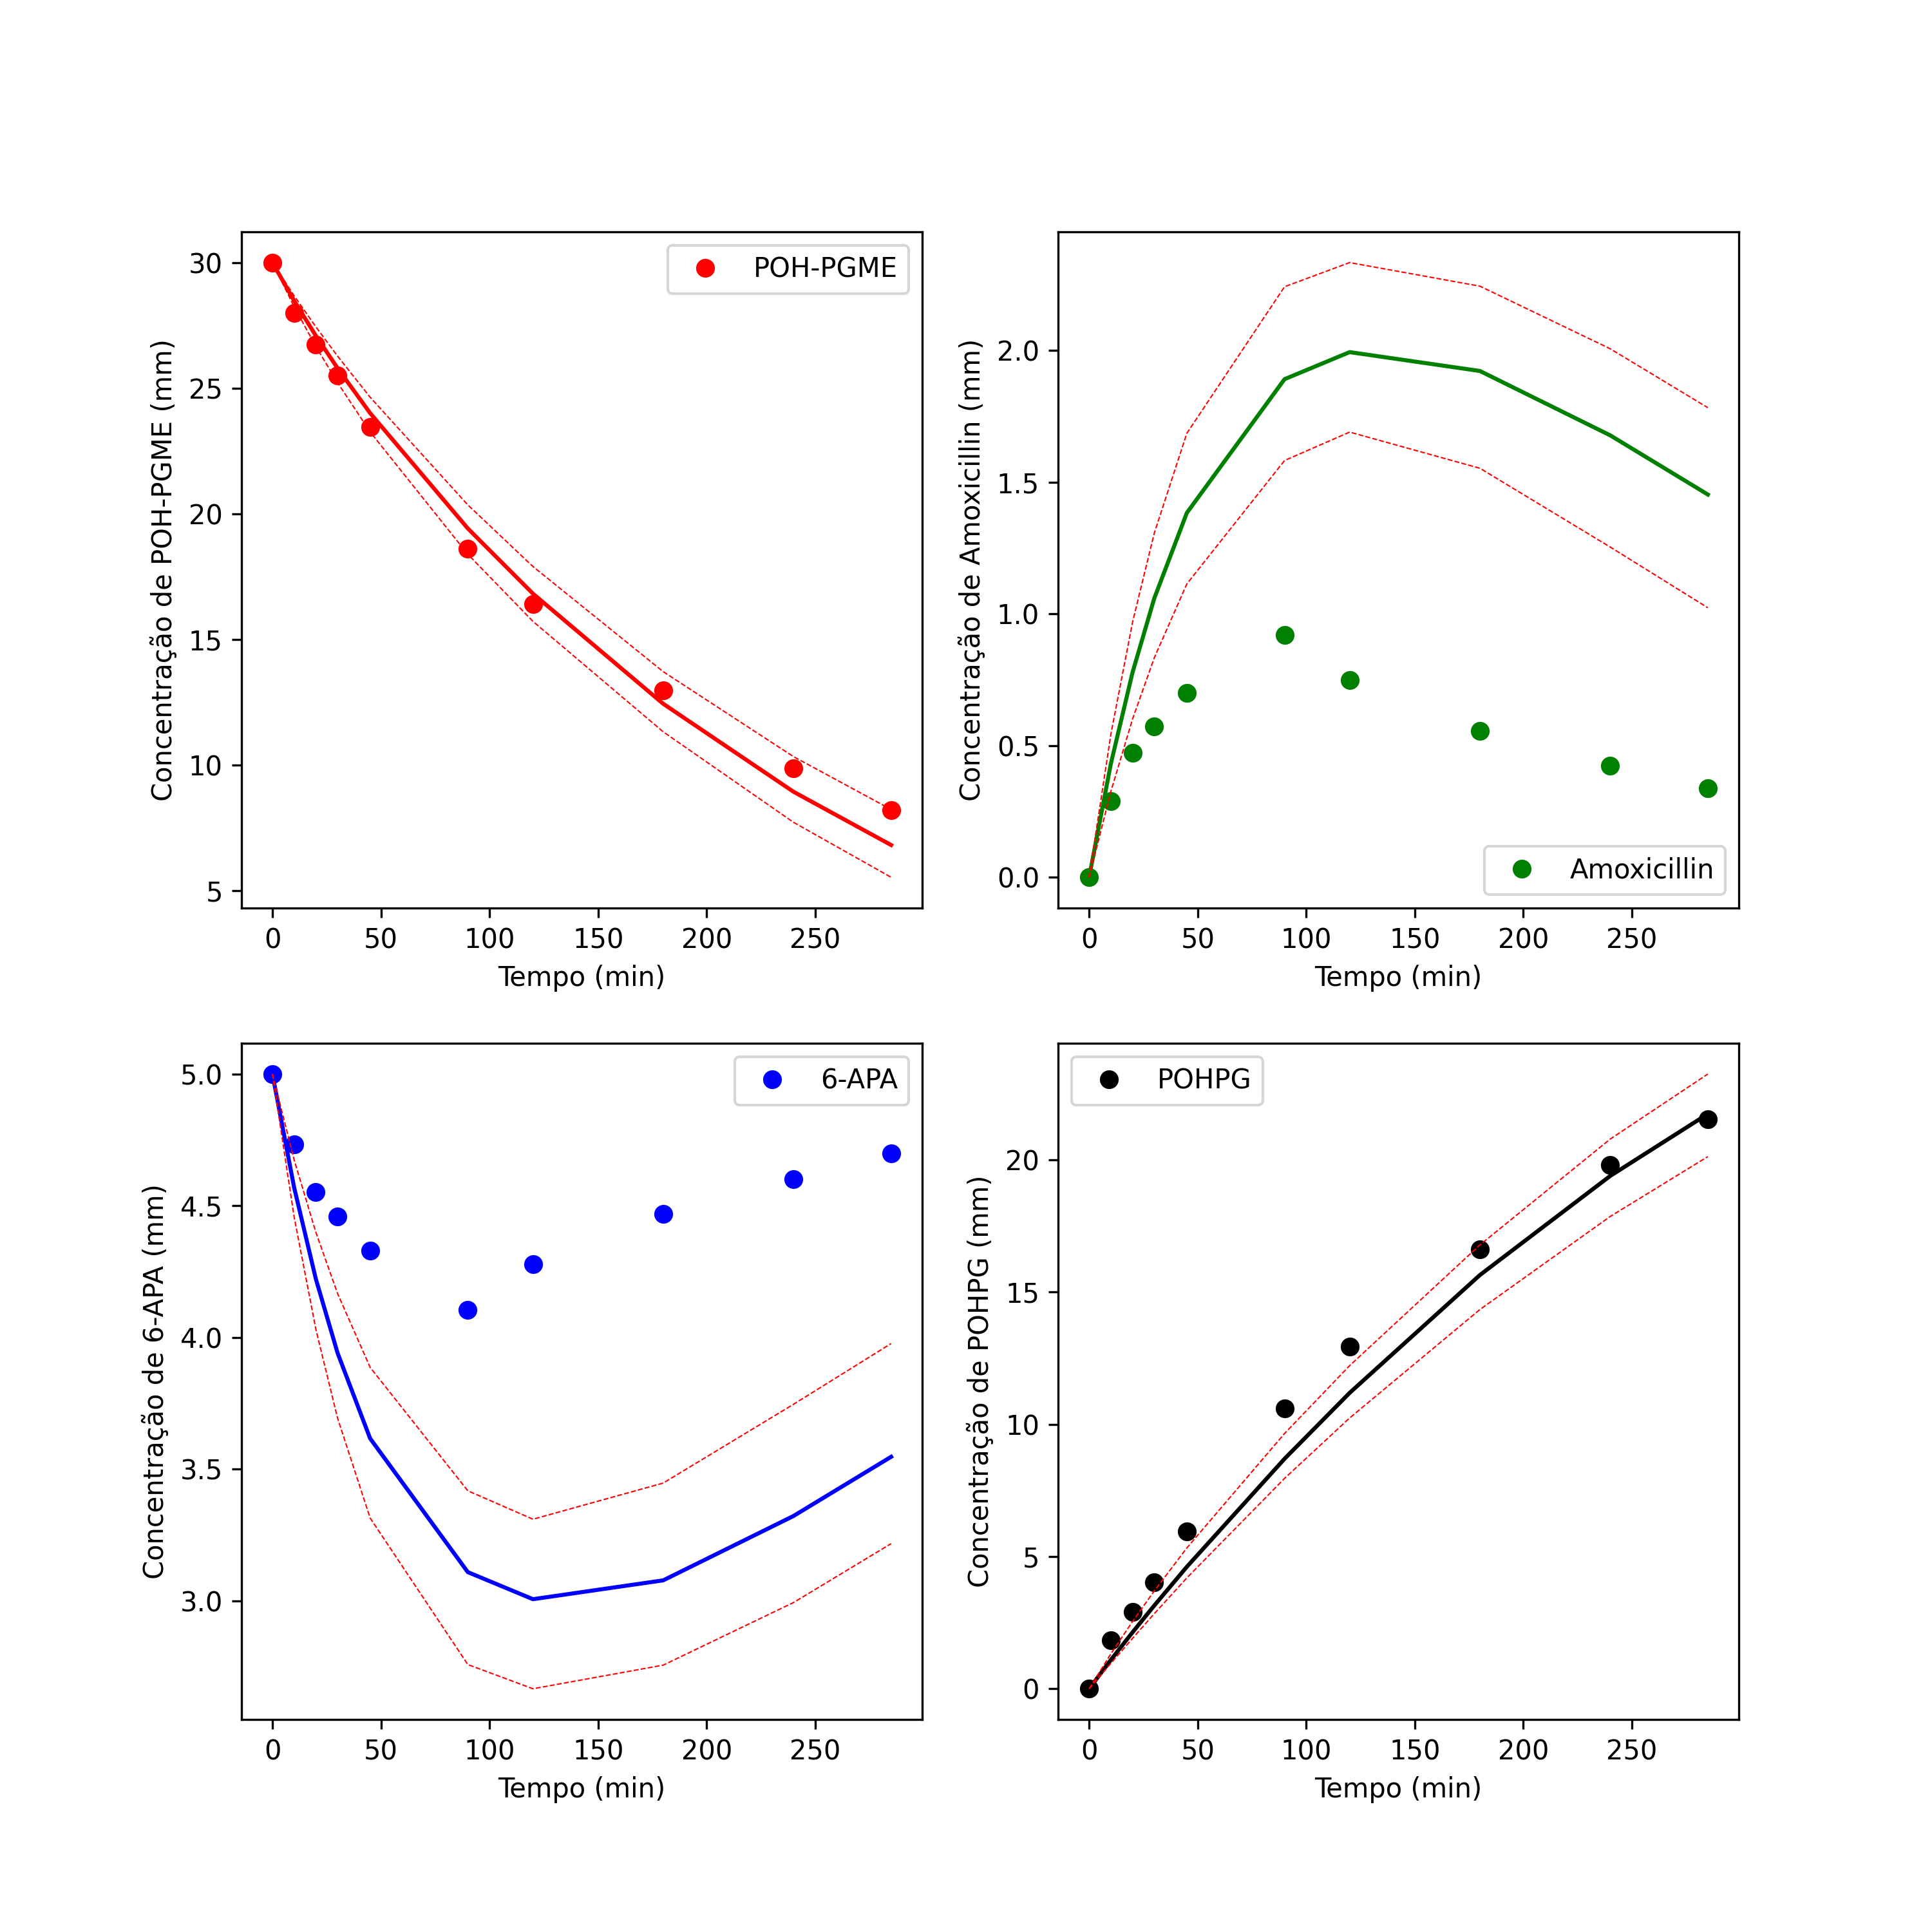 POH-PGME
Concentração de POH-PGME (mm)
30
25
20
15
10
5
0 50 100 150 200 250
Tempo (min)
Amoxicillin
Concentração de Amoxicillin (mm)
2.0
1.5
1.0
0.5
0.0
0 50 100 150 200 250
Tempo (min)
6-APA
Concentração de 6-APA (mm)
5.0
4.5
4.0
3.5
3.0
0 50 100 150 200 250
Tempo (min)
POHPG
Concentração de POHPG (mm)
20
15
10
5
0
0 50 100 150 200 250
Tempo (min)